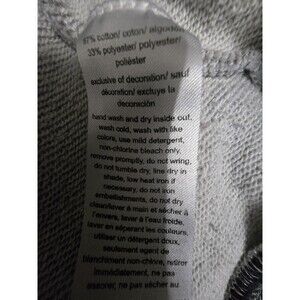 67% cotton/ coton/ algodón
33% polyester/ polyester/
poliéster
exclusive of decoration/ sauf
décoration/ excluye la
decoración
hand wash and dry inside out,
wash cold, wash with like
colors, use mild detergent,
non-chlorine bleach only.
remove promptly, do not wring,
do not tumble dry, line dry in
shade, low heat iron if
necessary, do not iron
embellishments, do not dry
clean/laver à main et sécher à
l'envers, laver à l'eau froide,
laver en séparant les couleurs,
utiliser un détergent doux,
seulement agent de
blanchiment non-chlore, retirer
immédiatement, ne pas
essorer, ne pas sécher au